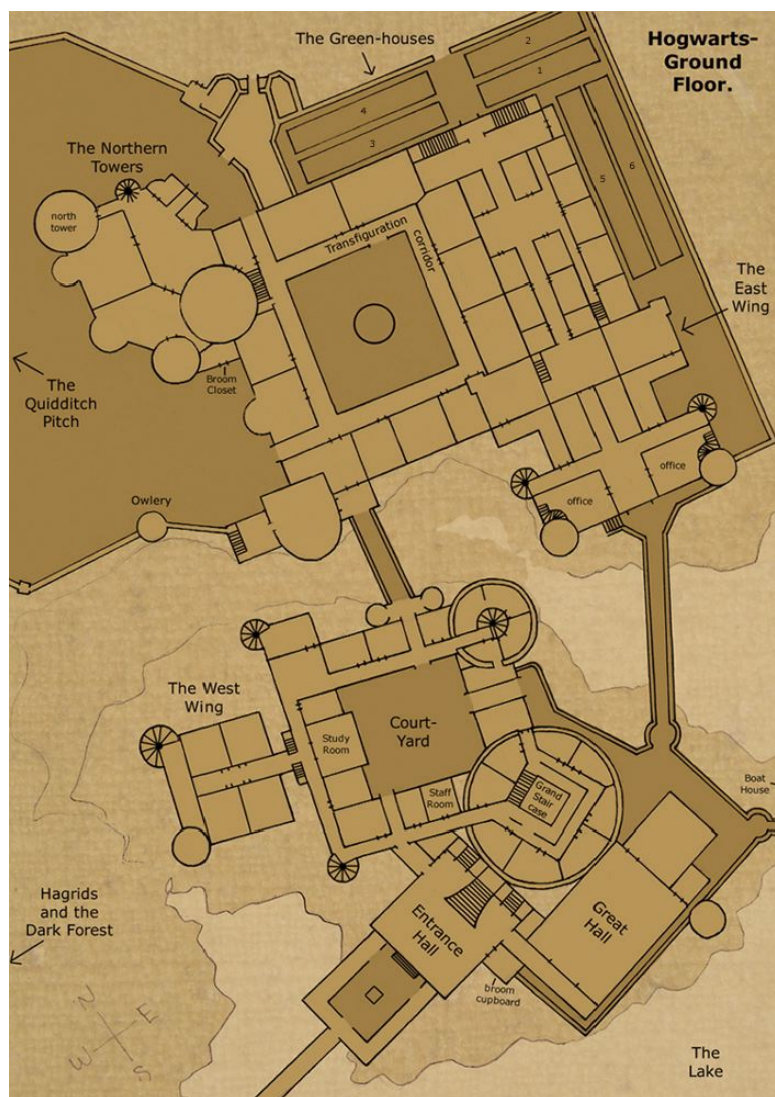 Hogwarts-
Ground
Floor.
The Green-houses
2
1
4
3
The Northern
Towers
north
tower
Transfiguration
corridor
5
6
The
East
Wing
The
Quidditch
Pitch
Broom
Closet
Owlery
office
office
The West
Wing
Study
Room
Court-
Yard
Staff
Room
Grand
Stair
case
Boat
House
Hagrids
and the
Dark Forest
Entrance
Hall
Great
Hall
broom
cupboard
N
E
W
S
The
Lake